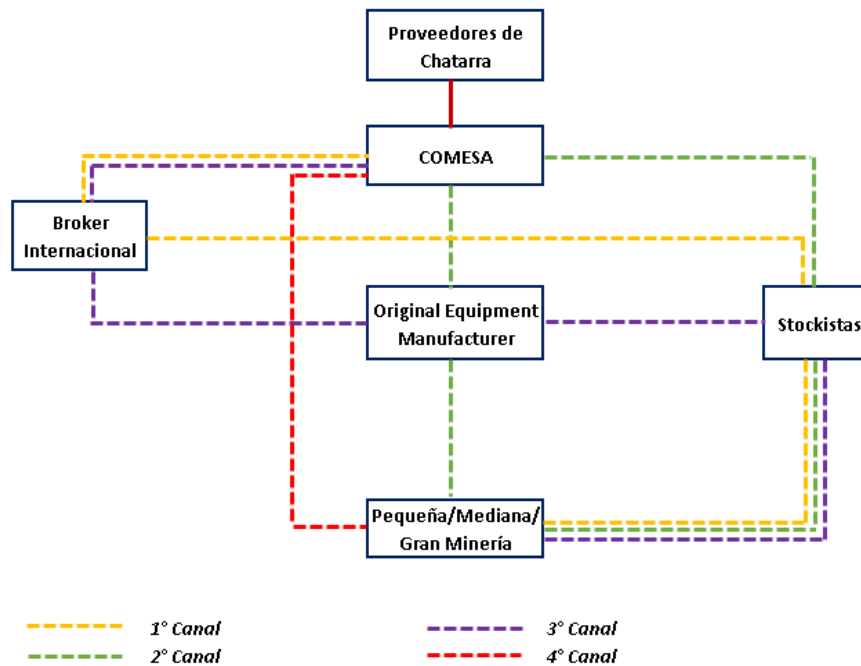 Proveedores de
Chatarra
COMESA
Broker
Internacional
Original Equipment
Manufacturer
Stockistas
Pequeña/Mediana/
Gran Minería
1° Canal
3° Canal
2° Canal
4° Canal